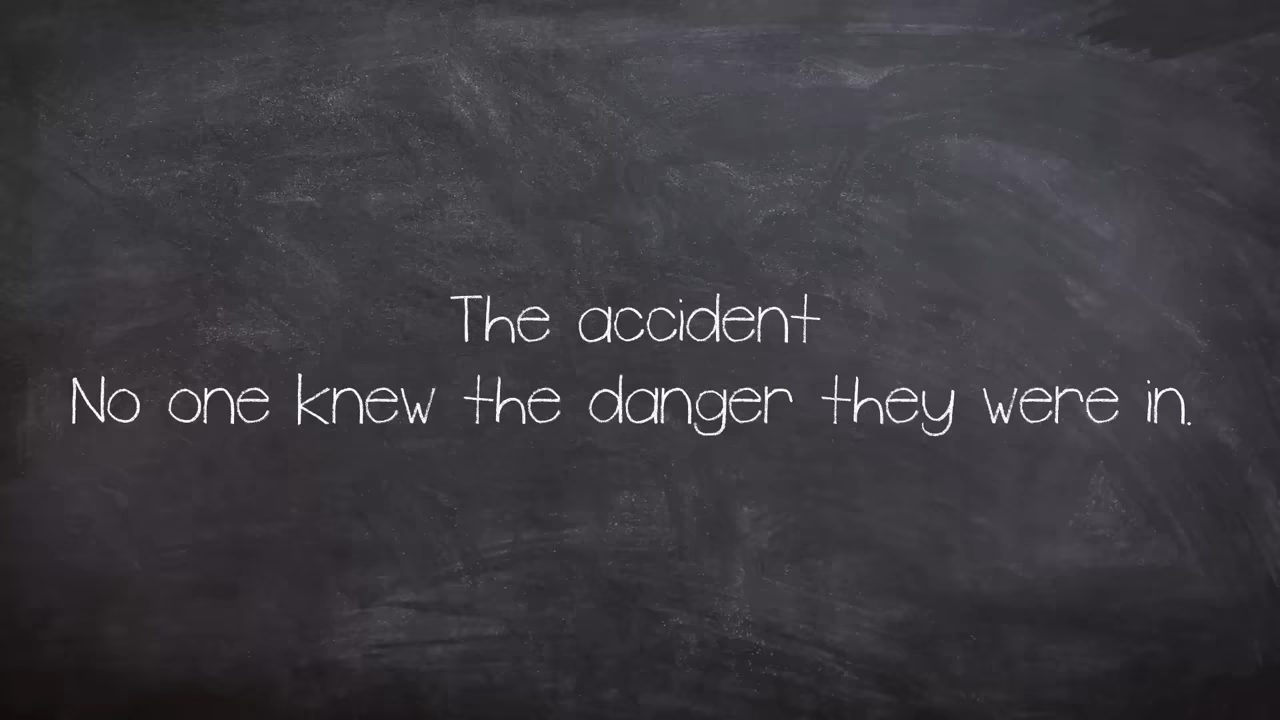 The accident
No one knew the danger they were in.